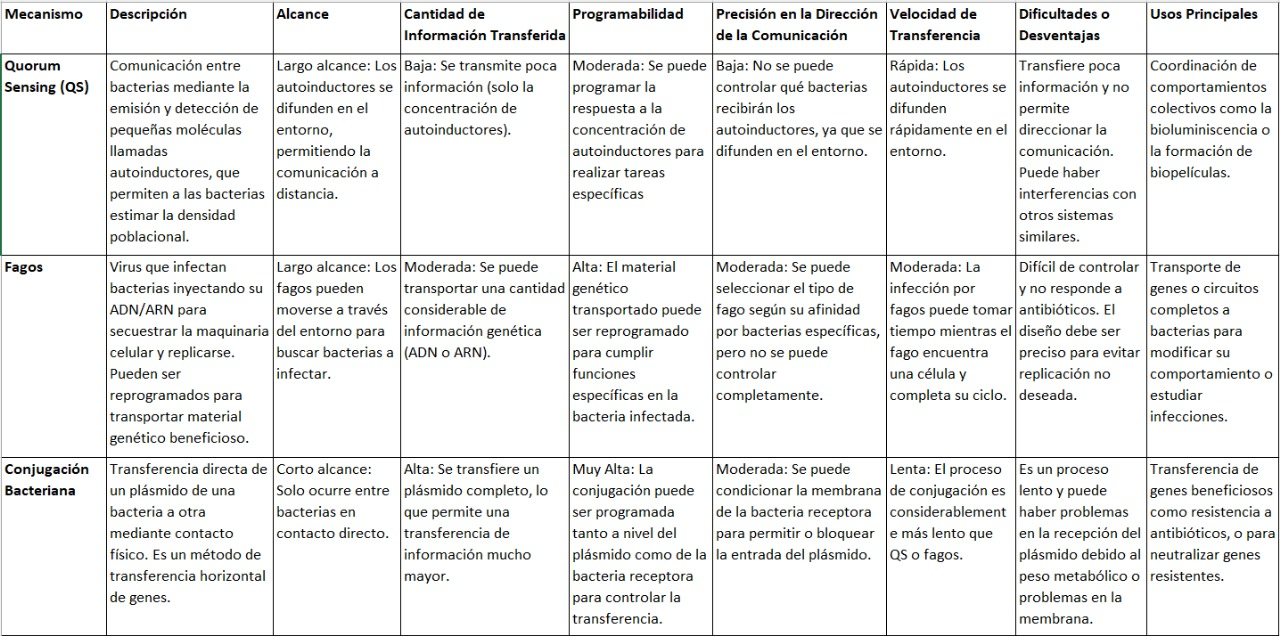 Mecanismo
Descripción
Alcance
Cantidad de
Información Transferida
Programabilidad
Precisión en la Dirección
de la Comunicación
Velocidad de
Transferencia
Dificultades o
Desventajas
Usos Principales
Quorum
Sensing (QS)
Comunicación entre
bacterias mediante la
emisión y detección de
pequeñas moléculas
llamadas
autoinductores, que
permiten a las bacterias
estimar la densidad
poblacional.
Largo alcance: Los
autoinductores se
difunden en el
entorno,
permitiendo la
comunicación a
distancia.
Baja: Se transmite poca
información (solo la
concentración de
autoinductores).
Moderada: Se puede
programar la
respuesta a la
concentración de
autoinductores para
realizar tareas
específicas
Baja: No se puede
controlar qué bacterias
recibirán los
autoinductores, ya que se
difunden en el entorno.
Rápida: Los
autoinductores se
difunden
rápidamente en el
entorno.
Transfiere poca
información y no
permite
direccionar la
comunicación.
Puede haber
interferencias con
otros sistemas
similares.
Coordinación de
comportamientos
colectivos como la
bioluminiscencia o
la formación de
biopelículas.
Fagos
Virus que infectan
bacterias inyectando su
ADN/ARN para
secuestrar la maquinaria
celular y replicarse.
Pueden ser
reprogramados para
transportar material
genético beneficioso.
Largo alcance: Los
fagos pueden
moverse a través
del entorno para
buscar bacterias a
infectar.
Moderada: Se puede
transportar una cantidad
considerable de
información genética
(ADN o ARN).
Alta: El material
genético
transportado puede
ser reprogramado
para cumplir
funciones
específicas en la
bacteria infectada.
Moderada: Se puede
seleccionar el tipo de
fago según su afinidad
por bacterias específicas,
pero no se puede
controlar
completamente.
Moderada: La
infección por
fagos puede tomar
tiempo mientras el
fago encuentra
una célula y
completa su ciclo.
Difícil de controlar
y no responde a
antibióticos. El
diseño debe ser
preciso para evitar
replicación no
deseada.
Transporte de
genes o circuitos
completos a
bacterias para
modificar su
comportamiento o
estudiar
infecciones.
Conjugación
Bacteriana
Transferencia directa de
un plásmido de una
bacteria a otra
mediante contacto
físico. Es un método de
transferencia horizontal
de genes.
Corto alcance:
Solo ocurre entre
bacterias en
contacto directo.
Alta: Se transfiere un
plásmido completo, lo
que permite una
transferencia de
información mucho
mayor.
Muy Alta: La
conjugación puede
ser programada
tanto a nivel del
plásmido como de la
bacteria receptora
para controlar la
transferencia.
Moderada: Se puede
condicionar la membrana
de la bacteria receptora
para permitir o bloquear
la entrada del plásmido.
Lenta: El proceso
de conjugación es
considerablement
e más lento que
QS o fagos.
Es un proceso
lento y puede
haber problemas
en la recepción del
plásmido debido al
peso metabólico o
problemas en la
membrana.
Transferencia de
genes beneficiosos
como resistencia a
antibióticos, o para
neutralizar genes
resistentes.